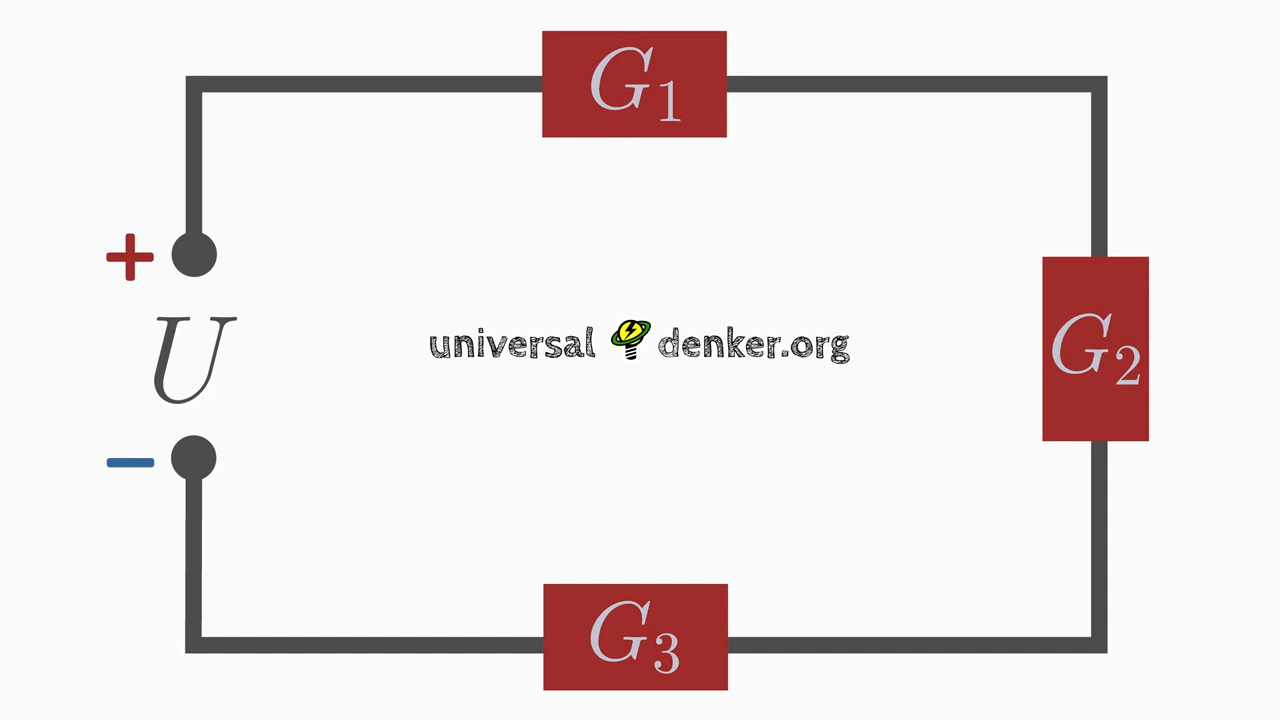 G₁
+
U
universal denker.org
G₂
−
G₃